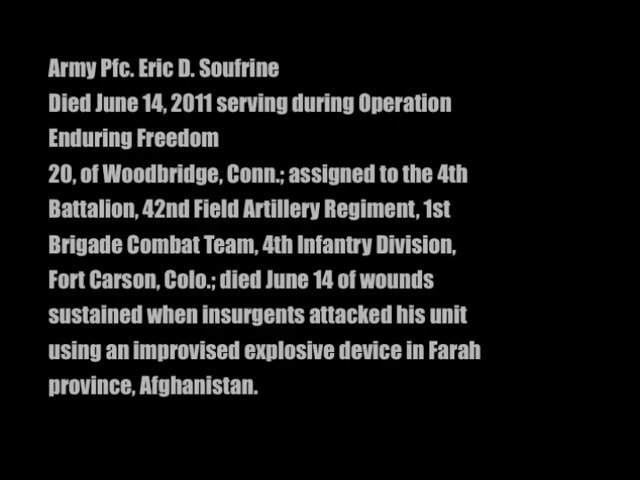 Army Pfc. Eric D. Soufrine
Died June 14, 2011 serving during Operation
Enduring Freedom
20, of Woodbridge, Conn.; assigned to the 4th
Battalion, 42nd Field Artillery Regiment, 1st
Brigade Combat Team, 4th Infantry Division,
Fort Carson, Colo.; died June 14 of wounds
sustained when insurgents attacked his unit
using an improvised explosive device in Farah
province, Afghanistan.